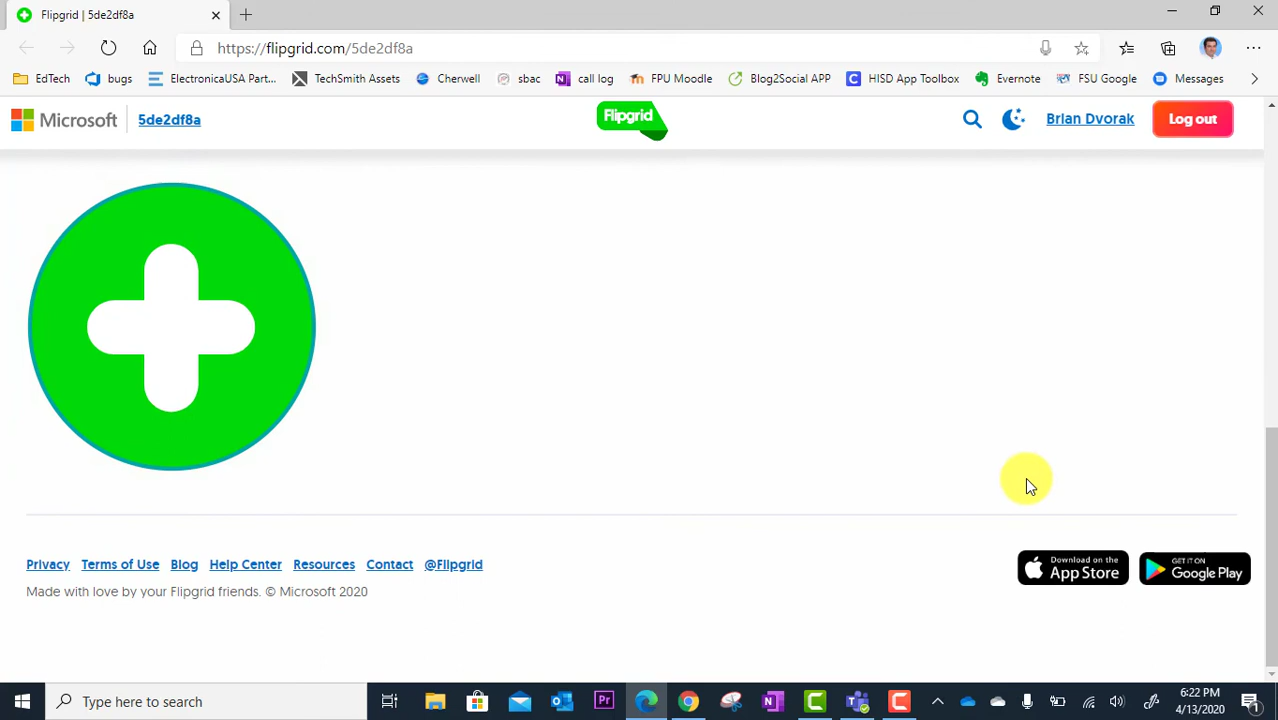 Flipgrid | 5de2df8a
https://flipgrid.com/5de2df8a
EdTech bugs ElectronicaUSA Part... TechSmith Assets Cherwell sbac call log FPU Moodle Blog2Social APP HISD App Toolbox Evernote FSU Google Messages
Microsoft 5de2df8a Flipgrid Brian Dvorak Log out
Privacy Terms of Use Blog Help Center Resources Contact @Flipgrid
Made with love by your Flipgrid friends. © Microsoft 2020
Download on the
App Store
GET IT ON
Google Play
Type here to search
6:22 PM
4/13/2020